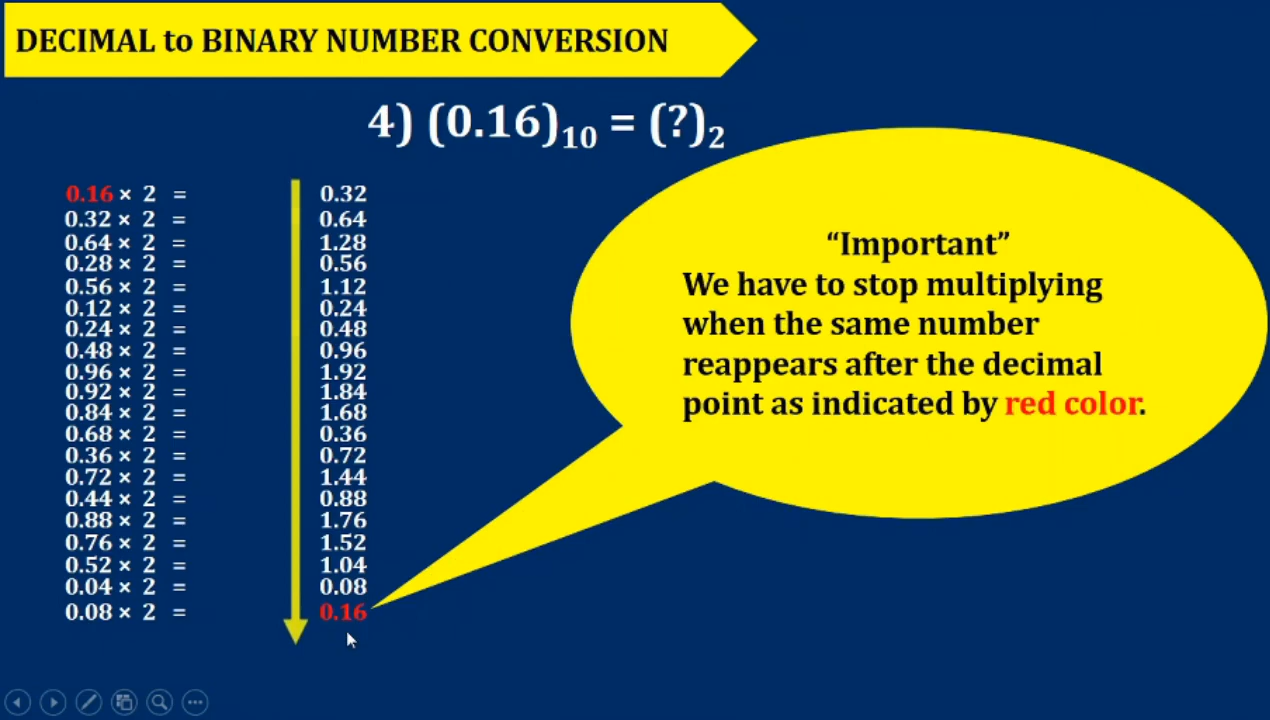 DECIMAL to BINARY NUMBER CONVERSION
4) (0.16)₁₀ = (?)₂
0.16 × 2 = 0.32
0.32 × 2 = 0.64
0.64 × 2 = 1.28
0.28 × 2 = 0.56
0.56 × 2 = 1.12
0.12 × 2 = 0.24
0.24 × 2 = 0.48
0.48 × 2 = 0.96
0.96 × 2 = 1.92
0.92 × 2 = 1.84
0.84 × 2 = 1.68
0.68 × 2 = 0.36
0.36 × 2 = 0.72
0.72 × 2 = 1.44
0.44 × 2 = 0.88
0.88 × 2 = 1.76
0.76 × 2 = 1.52
0.52 × 2 = 1.04
0.04 × 2 = 0.08
0.08 × 2 = 0.16
“Important”
We have to stop multiplying
when the same number
reappears after the decimal
point as indicated by red color.